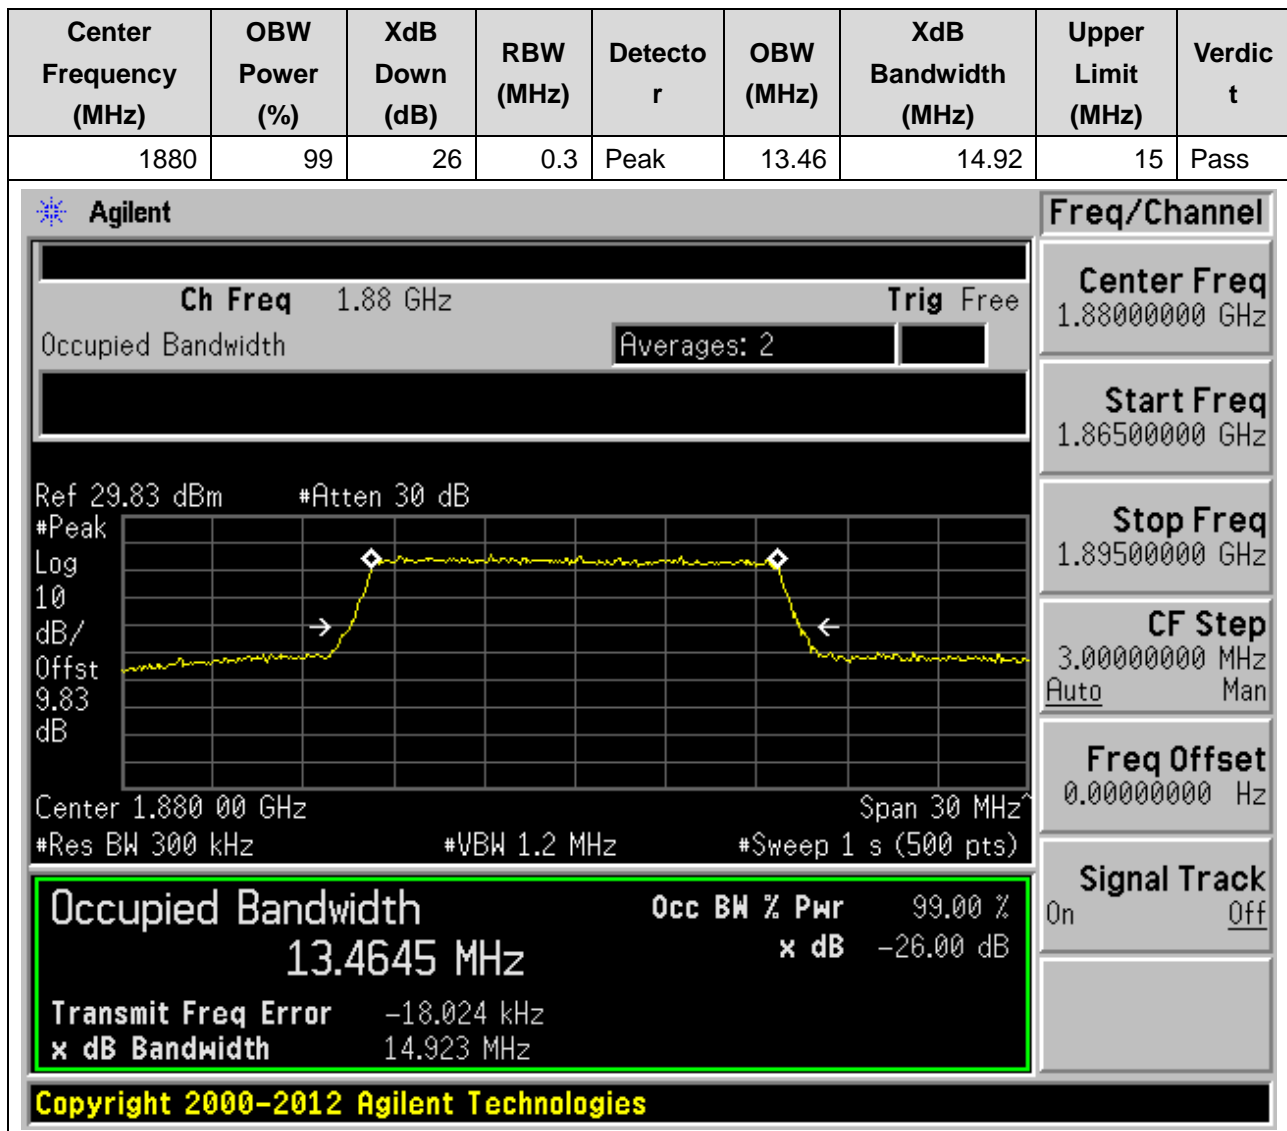 Center Frequency (MHz) OBW Power (%) XdB Down (dB) RBW (MHz) Detecto r OBW (MHz) XdB Bandwidth (MHz) Upper Limit (MHz) Verdic t
1880 99 26 0.3 Peak 13.46 14.92 15 Pass
Agilent
Freq/Channel
Ch Freq 1.88 GHz Trig Free
Occupied Bandwidth Averages: 2
Ref 29.83 dBm #Atten 30 dB
#Peak
Log
10
dB/
Offst
9.83
dB
Center 1.880 00 GHz Span 30 MHz^
#Res BW 300 kHz #VBW 1.2 MHz #Sweep 1 s (500 pts)
Occupied Bandwidth Occ BW % Pwr 99.00 %
13.4645 MHz x dB -26.00 dB
Transmit Freq Error -18.024 kHz
x dB Bandwidth 14.923 MHz
Center Freq
1.88000000 GHz
Start Freq
1.86500000 GHz
Stop Freq
1.89500000 GHz
CF Step
3.00000000 MHz
Auto Man
Freq Offset
0.00000000 Hz
Signal Track
On Off
Copyright 2000-2012 Agilent Technologies